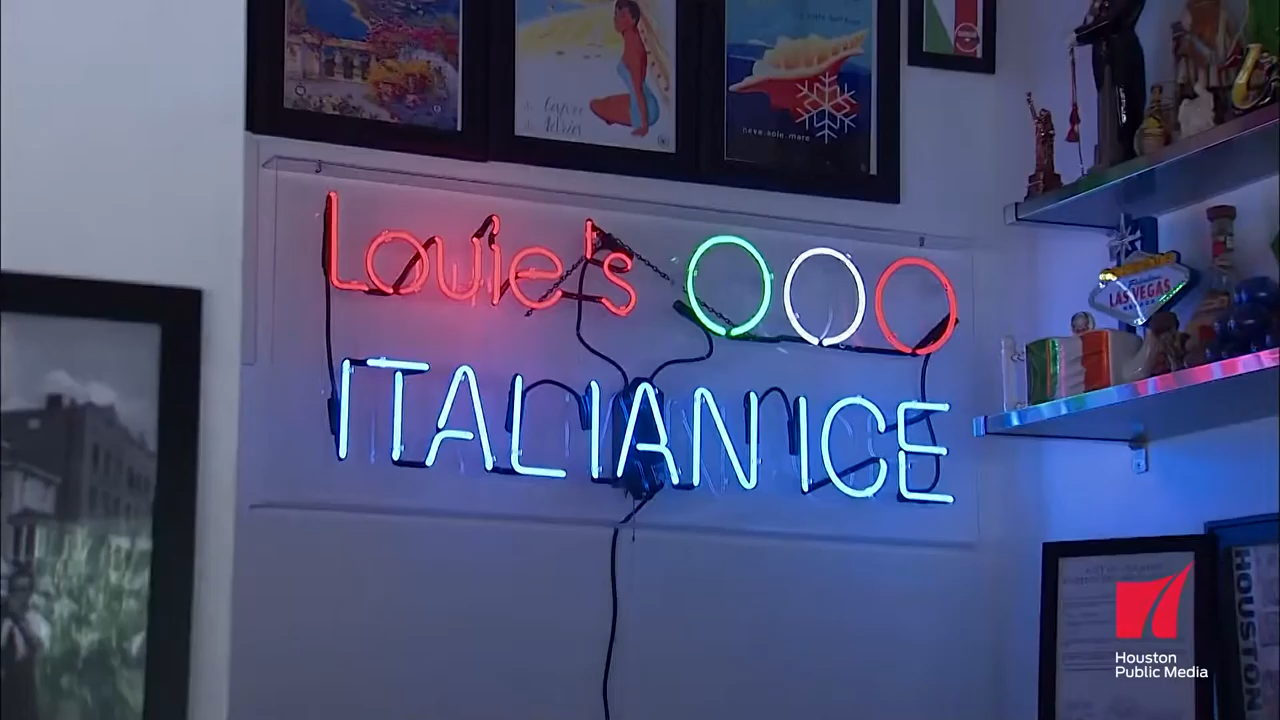 neve·sole·mare
Louie's
ITALIAN ICE
LAS VEGAS
HOUSTON
Houston
Public Media